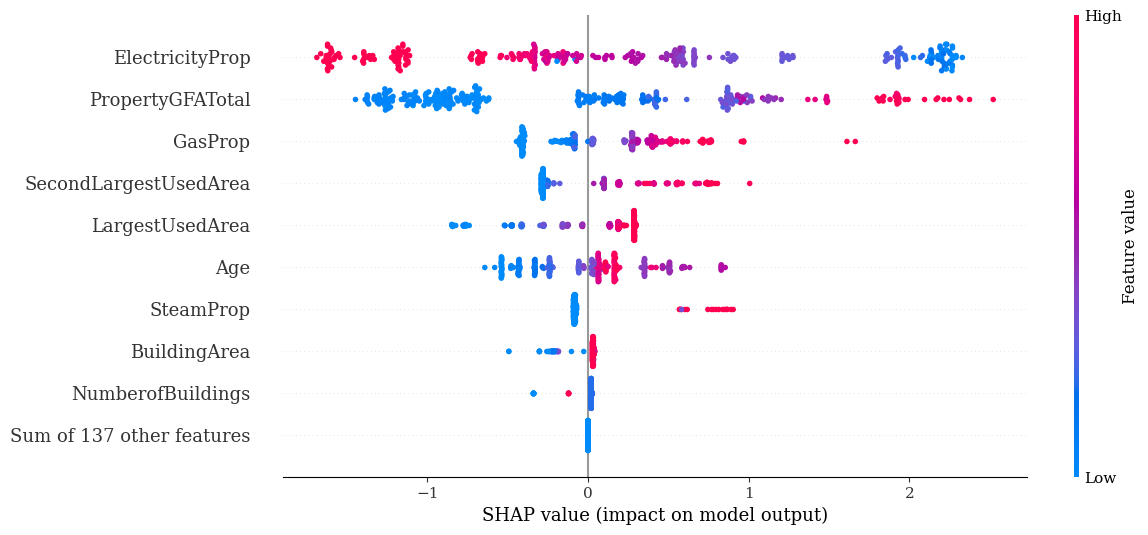 High
ElectricityProp
PropertyGFATotal
GasProp
SecondLargestUsedArea
LargestUsedArea
Age
SteamProp
BuildingArea
NumberofBuildings
Sum of 137 other features
Feature value
Low
−1
0
1
2
SHAP value (impact on model output)